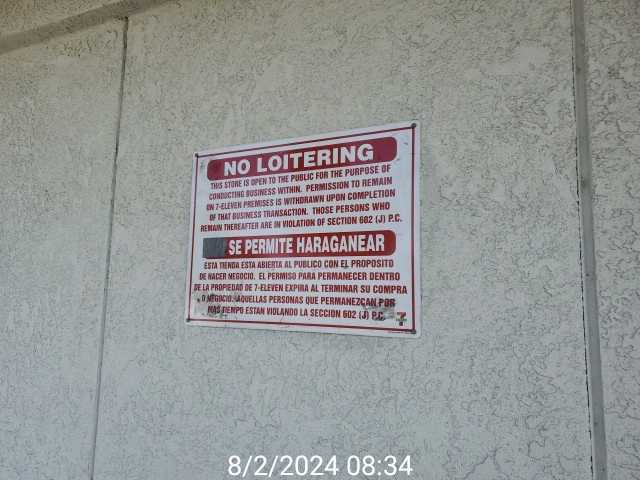 NO LOITERING
THIS STORE IS OPEN TO THE PUBLIC FOR THE PURPOSE OF
CONDUCTING BUSINESS WITHIN. PERMISSION TO REMAIN
ON 7-ELEVEN PREMISES IS WITHDRAWN UPON COMPLETION
OF THAT BUSINESS TRANSACTION. THOSE PERSONS WHO
REMAIN THEREAFTER ARE IN VIOLATION OF SECTION 602 (J) P.C.
SE PERMITE HARAGANEAR
ESTA TIENDA ESTA ABIERTA AL PUBLICO CON EL PROPOSITO
DE HACER NEGOCIO. EL PERMISO PARA PERMANECER DENTRO
DE LA PROPIEDAD DE 7-ELEVEN EXPIRA AL TERMINAR SU COMPRA
O NEGOCIO. AQUELLAS PERSONAS QUE PERMANEZCAN POR
MAS TIEMPO ESTAN VIOLANDO LA SECCION 602 (J) P.C.
8/2/2024 08:34